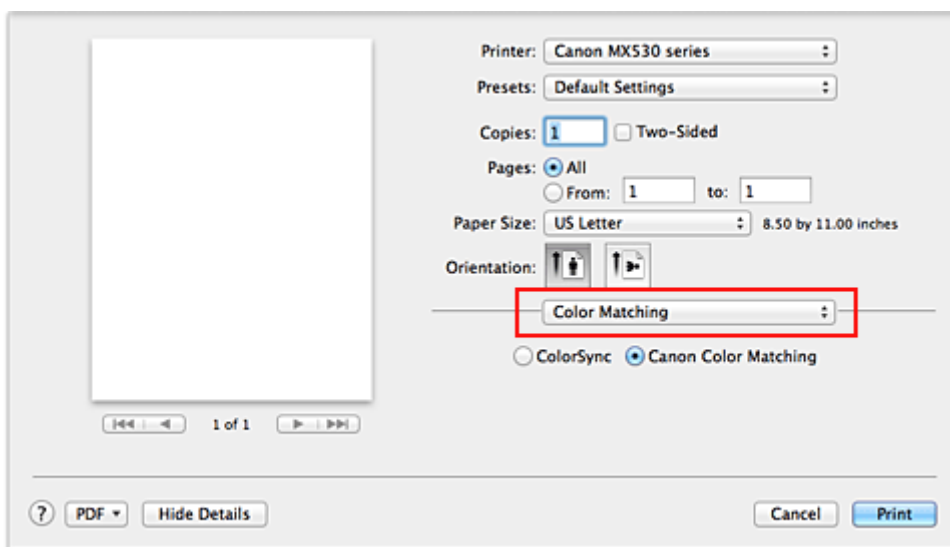 Printer: Canon MX530 series
Presets: Default Settings
Copies: 1 Two-Sided
Pages: All
From: 1 to: 1
Paper Size: US Letter 8.50 by 11.00 inches
Orientation:
Color Matching
ColorSync Canon Color Matching
1 of 1
? PDF Hide Details Cancel Print